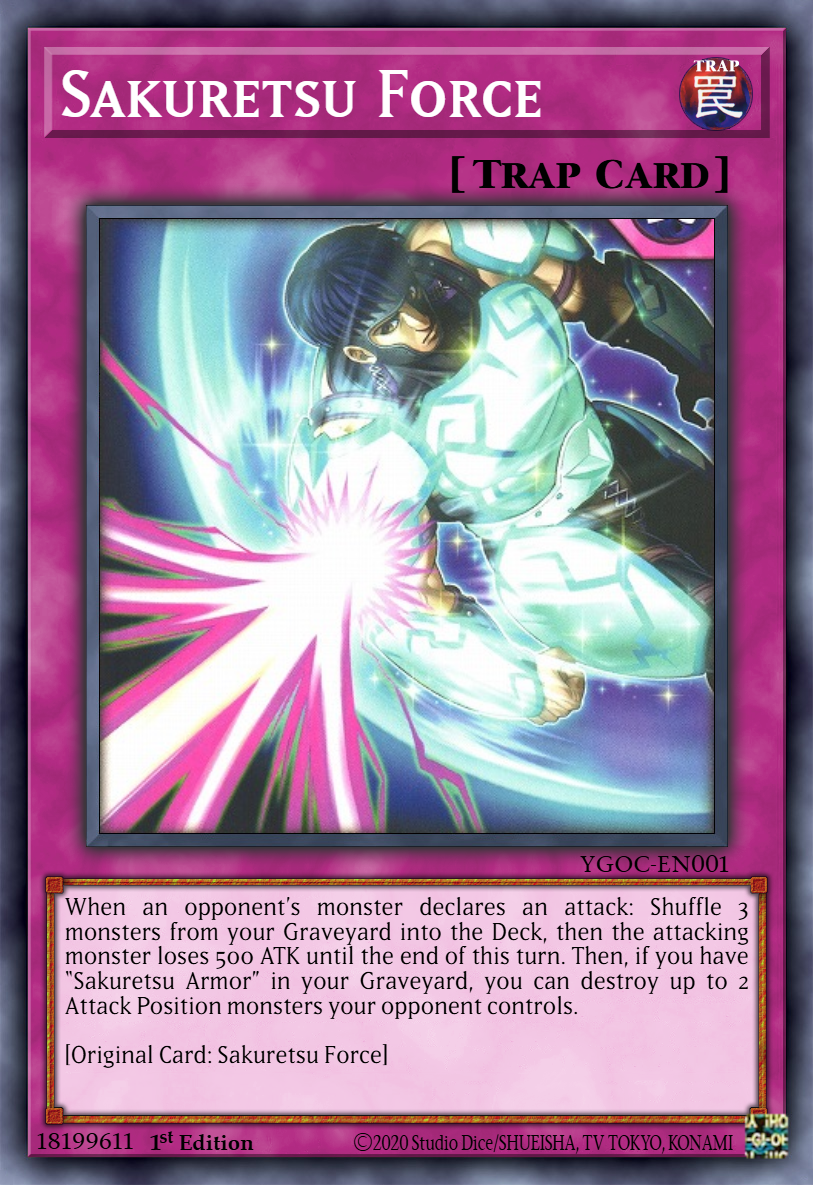 Sakuretsu Force
TRAP
罠
[Trap Card]
YGOC-EN001
When an opponent's monster declares an attack: Shuffle 3
monsters from your Graveyard into the Deck, then the attacking
monster loses 500 ATK until the end of this turn. Then, if you have
"Sakuretsu Armor" in your Graveyard, you can destroy up to 2
Attack Position monsters your opponent controls.
[Original Card: Sakuretsu Force]
18199611 1st Edition ©2020 Studio Dice/SHUEISHA, TV TOKYO, KONAMI